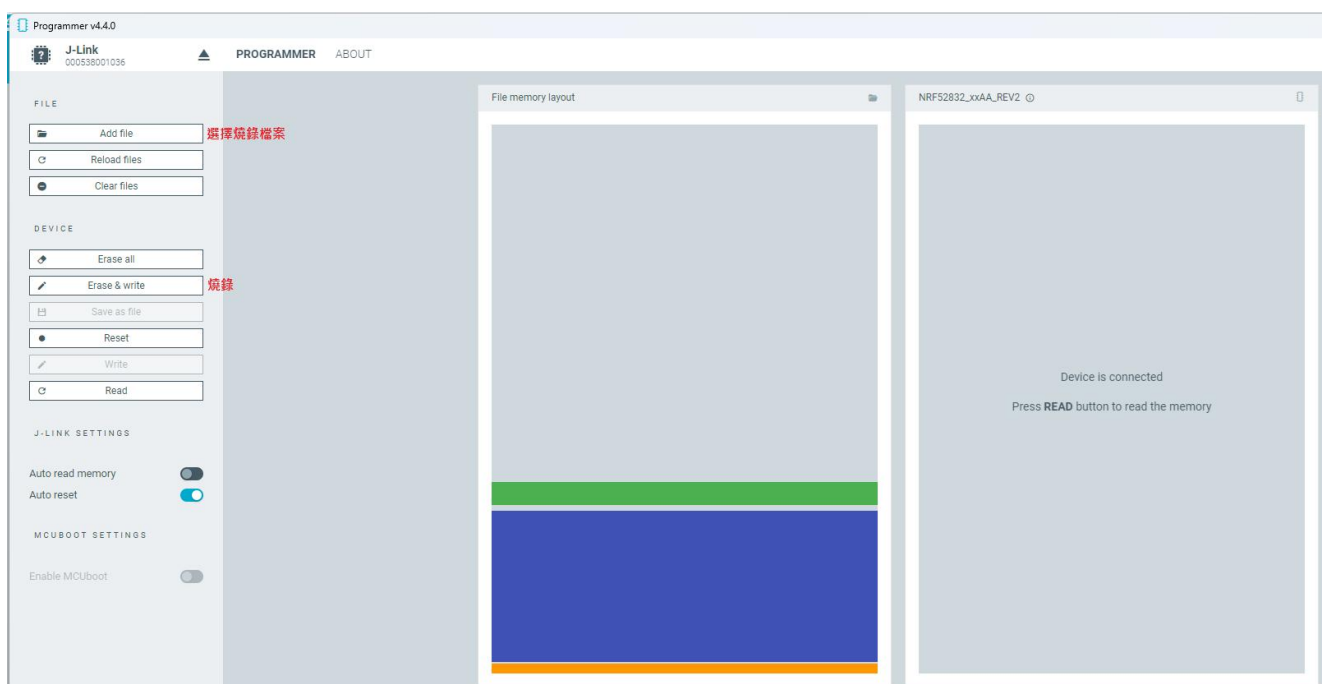 Programmer v4.4.0
J-Link
000538001036
PROGRAMMER ABOUT
FILE
Add file 選擇燒錄檔案
Reload files
Clear files
DEVICE
Erase all
Erase & write 燒錄
Save as file
Reset
Write
Read
J-LINK SETTINGS
Auto read memory
Auto reset
MCUBOOT SETTINGS
Enable MCUboot
File memory layout
NRF52832_xxAA_REV2
Device is connected
Press READ button to read the memory